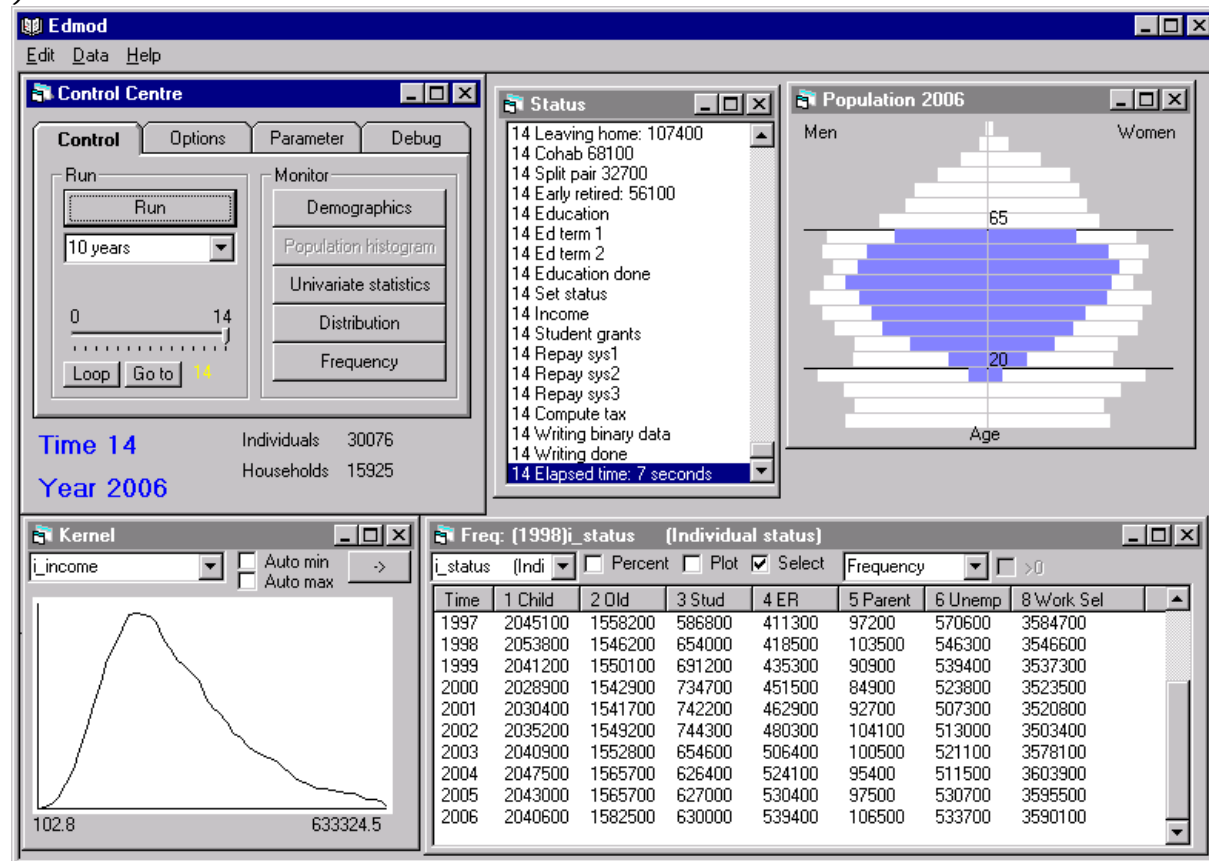 Edmod
Edit Data Help
Control Centre
Control Options Parameter Debug
Run
Run
10 years
0 14
Loop Go to 14
Monitor
Demographics
Population histogram
Univariate statistics
Distribution
Frequency
Time 14
Year 2006
Individuals 30076
Households 15925
Status
14 Leaving home: 107400
14 Cohab 68100
14 Split pair 32700
14 Early retired: 56100
14 Education
14 Ed term 1
14 Ed term 2
14 Education done
14 Set status
14 Income
14 Student grants
14 Repay sys1
14 Repay sys2
14 Repay sys3
14 Compute tax
14 Writing binary data
14 Writing done
14 Elapsed time: 7 seconds
Population 2006
Men Women
65
20
Age
Kernel
i_income Auto min ->
Auto max
102.8 633324.5
Freq: (1998)i_status (Individual status)
i_status (Indi Percent Plot Select Frequency >0
Time 1 Child 2 Old 3 Stud 4 ER 5 Parent 6 Unemp 8 Work Sel
1997 2045100 1558200 586800 411300 97200 570600 3584700
1998 2053800 1546200 654000 418500 103500 546300 3546600
1999 2041200 1550100 691200 435300 90900 539400 3537300
2000 2028900 1542900 734700 451500 84900 523800 3523500
2001 2030400 1541700 742200 462900 92700 507300 3520800
2002 2035200 1549200 744300 480300 104100 513000 3503400
2003 2040900 1552800 654600 506400 100500 521100 3578100
2004 2047500 1565700 626400 524100 95400 511500 3603900
2005 2043000 1565700 627000 530400 97500 530700 3595500
2006 2040600 1582500 630000 539400 106500 533700 3590100